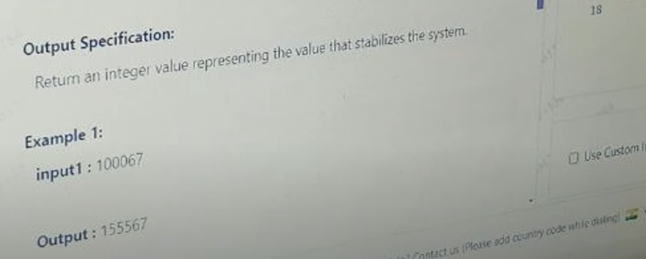 18
Output Specification:
Return an integer value representing the value that stabilizes the system.
Example 1:
input1 : 100067
Use Custom
Output : 155567
Contact us (Please add country code while dialing)